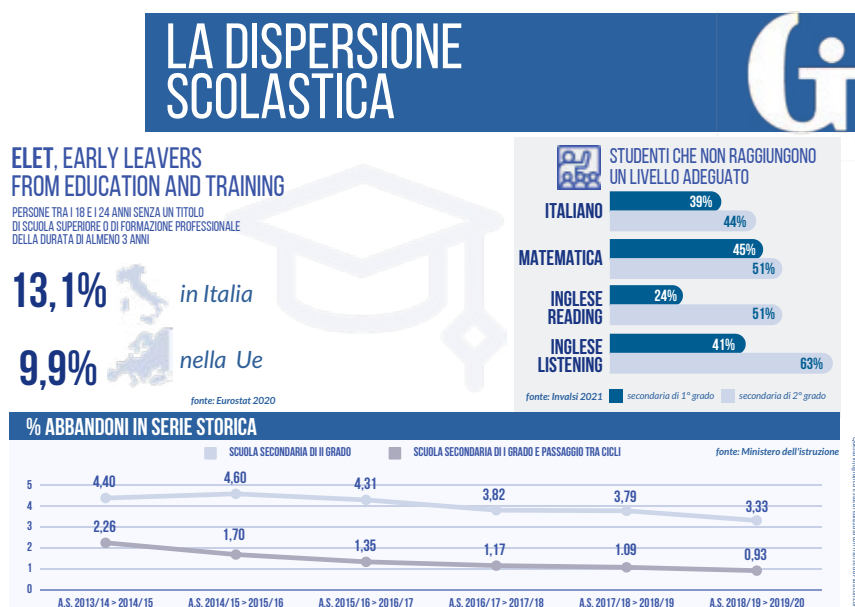 LA DISPERSIONE
SCOLASTICA
G
ELET, EARLY LEAVERS
FROM EDUCATION AND TRAINING
PERSONE TRA I 18 E I 24 ANNI SENZA UN TITOLO
DI SCUOLA SUPERIORE O DI FORMAZIONE PROFESSIONALE
DELLA DURATA DI ALMENO 3 ANNI
13,1% in Italia
9,9% nella Ue
fonte: Eurostat 2020
STUDENTI CHE NON RAGGIUNGONO
UN LIVELLO ADEGUATO
ITALIANO
39%
44%
MATEMATICA
45%
51%
INGLESE
READING
24%
51%
INGLESE
LISTENING
41%
63%
fonte: Invalsi 2021 secondaria di 1° grado secondaria di 2° grado
% ABBANDONI IN SERIE STORICA
SCUOLA SECONDARIA DI II GRADO SCUOLA SECONDARIA DI I GRADO E PASSAGGIO TRA CICLI fonte: Ministero dell'istruzione
5
4
3
2
1
0
4,40 4,60 4,31 3,82 3,79 3,33
2,26 1,70 1,35 1,17 1.09 0,93
A.S. 2013/14 > 2014/15 A.S. 2014/15 > 2015/16 A.S. 2015/16 > 2016/17 A.S. 2016/17 > 2017/18 A.S. 2017/18 > 2018/19 A.S. 2018/19 > 2019/20